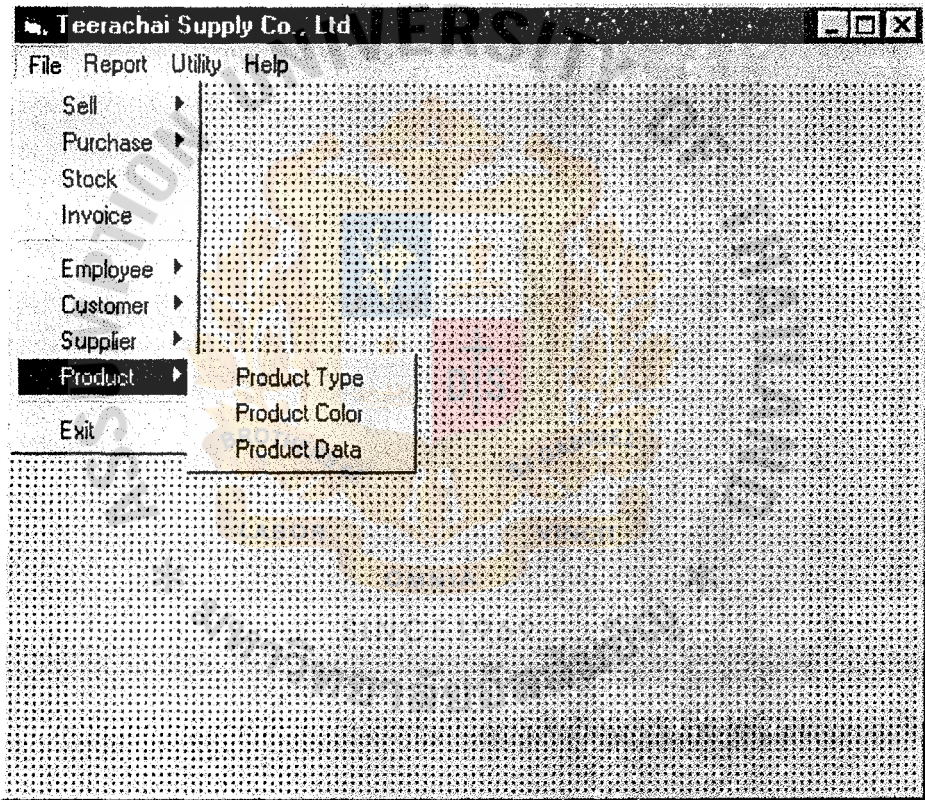 Teerachai Supply Co., Ltd
File Report Utility Help
Sell
Purchase
Stock
Invoice
Employee
Customer
Supplier
Product
Product Type
Product Color
Product Data
Exit